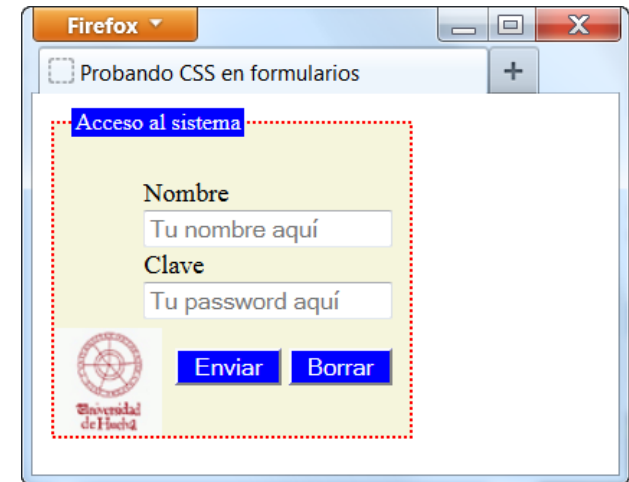 Firefox
Probando CSS en formularios
+
Acceso al sistema
Nombre
Tu nombre aquí
Clave
Tu password aquí
Enviar Borrar
Universidad
de Huelva